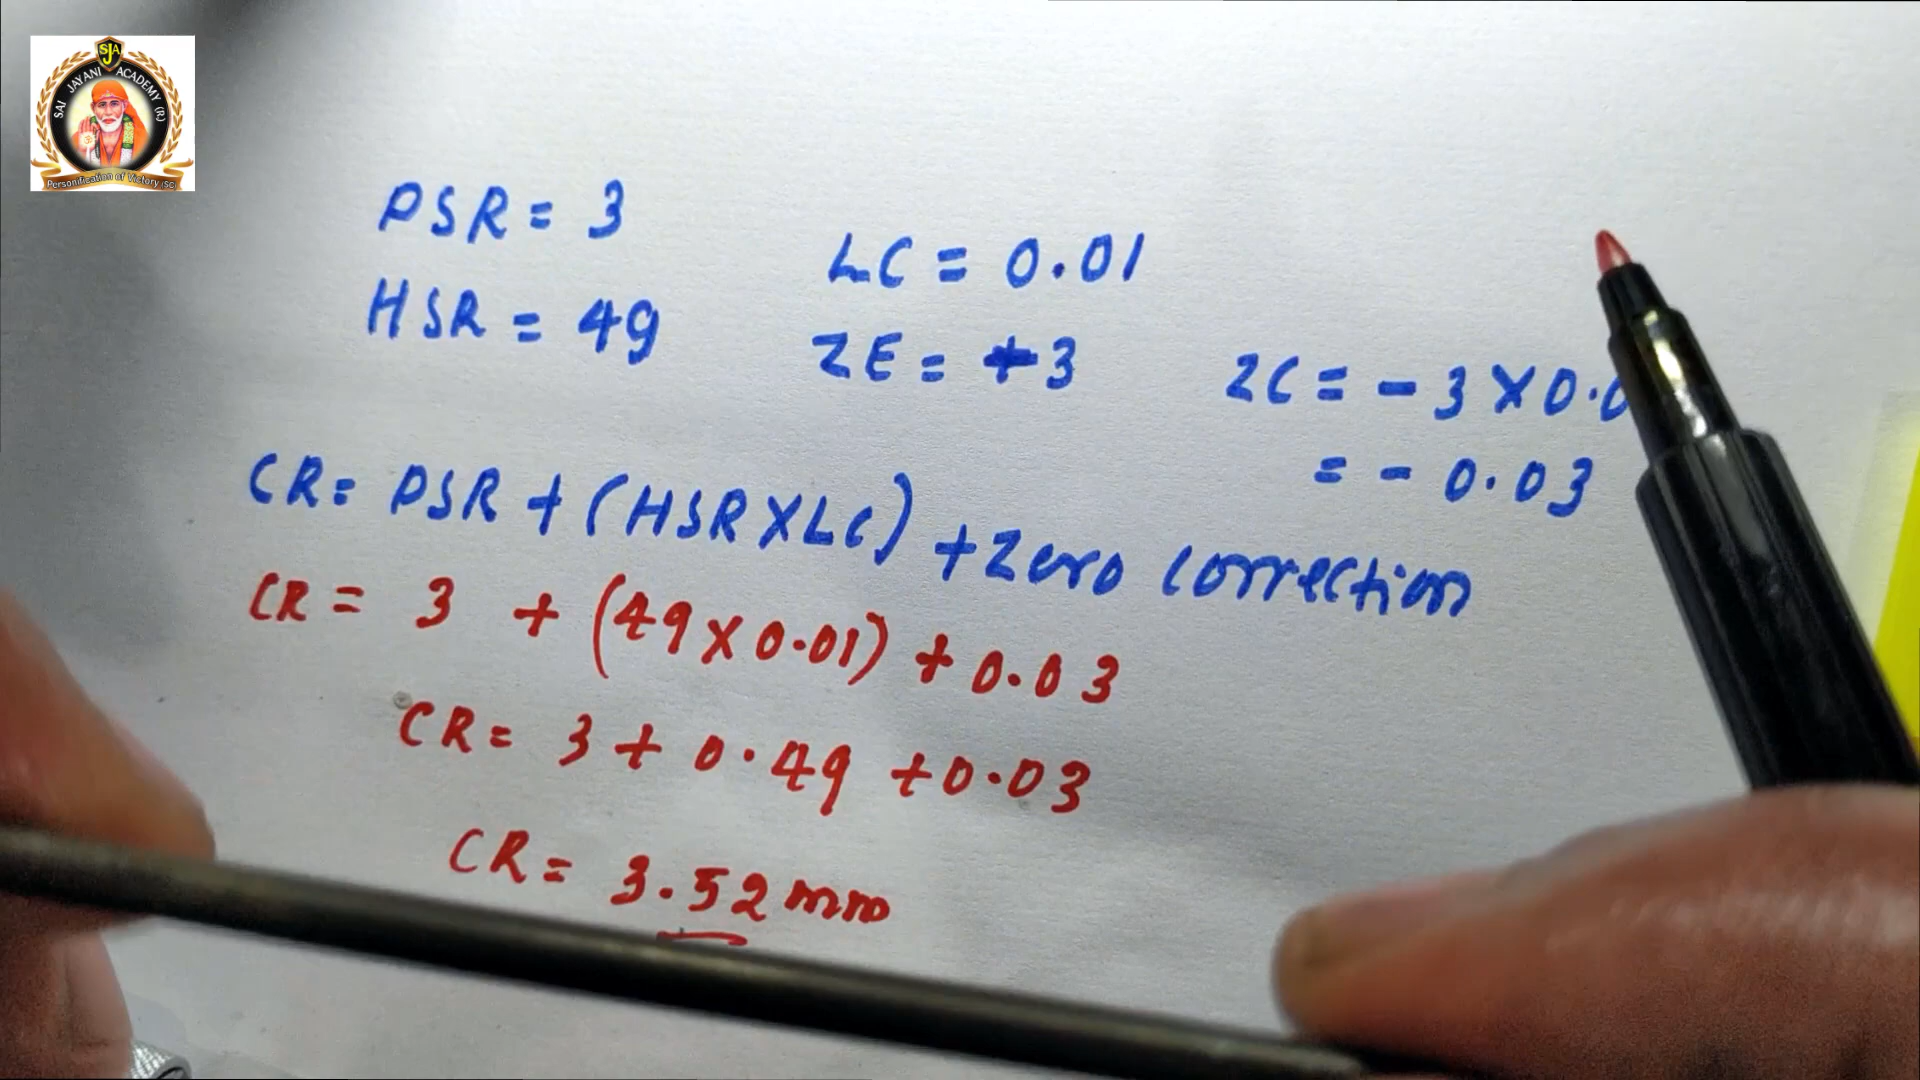 SJA
SAI JAYANI ACADEMY (R)
Personification of Victory (SC)
PSR = 3
HSR = 49
LC = 0.01
ZE = +3
ZC = - 3 X 0.0
= - 0.03
CR = PSR + (HSR X LC) + Zero correction
CR = 3 + (49 X 0.01) + 0.03
CR = 3 + 0.49 + 0.03
CR = 3.52 mm